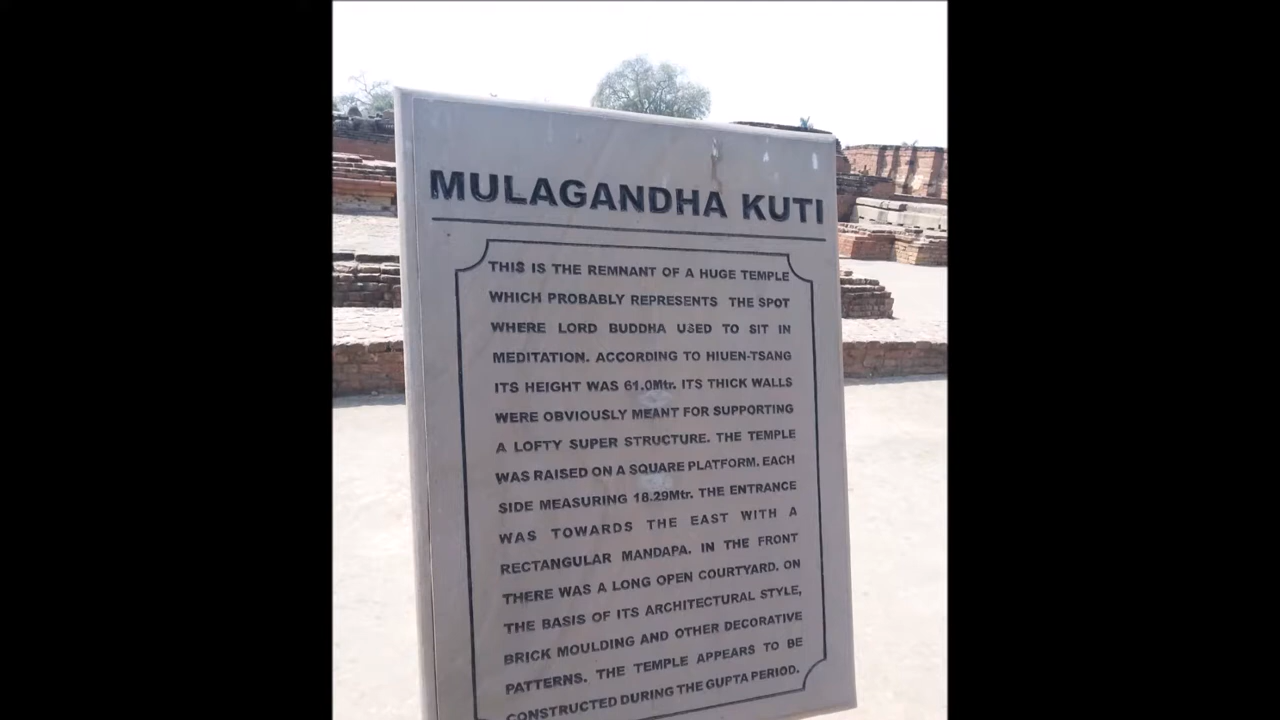 MULAGANDHA KUTI
THIS IS THE REMNANT OF A HUGE TEMPLE
WHICH PROBABLY REPRESENTS THE SPOT
WHERE LORD BUDDHA USED TO SIT IN
MEDITATION. ACCORDING TO HIUEN-TSANG
ITS HEIGHT WAS 61.0Mtr. ITS THICK WALLS
WERE OBVIOUSLY MEANT FOR SUPPORTING
A LOFTY SUPER STRUCTURE. THE TEMPLE
WAS RAISED ON A SQUARE PLATFORM, EACH
SIDE MEASURING 18.29Mtr. THE ENTRANCE
WAS TOWARDS THE EAST WITH A
RECTANGULAR MANDAPA. IN THE FRONT
THERE WAS A LONG OPEN COURTYARD. ON
THE BASIS OF ITS ARCHITECTURAL STYLE,
BRICK MOULDING AND OTHER DECORATIVE
PATTERNS. THE TEMPLE APPEARS TO BE
CONSTRUCTED DURING THE GUPTA PERIOD.